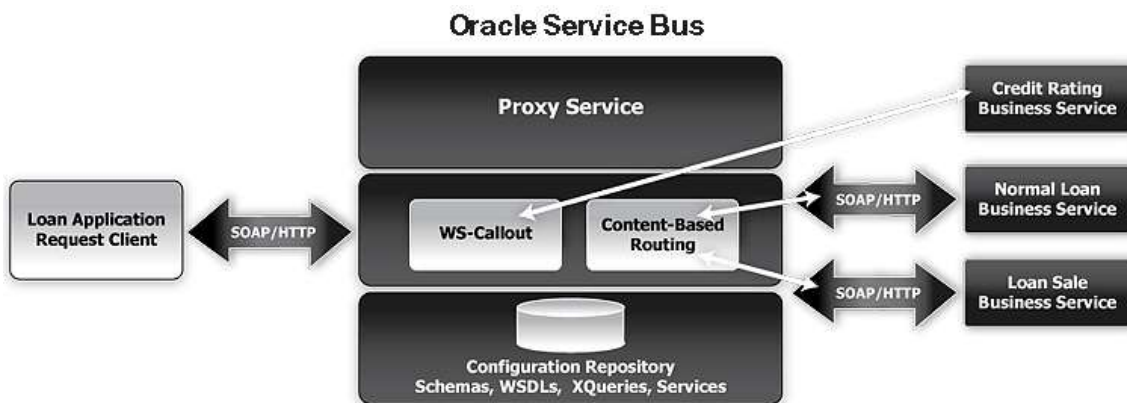 Oracle Service Bus
Proxy Service
Credit Rating
Business Service
Loan Application
Request Client
SOAP/HTTP
WS-Callout
Content-Based
Routing
SOAP/HTTP
Normal Loan
Business Service
SOAP/HTTP
Loan Sale
Business Service
Configuration Repository
Schemas, WSDLs, XQueries, Services